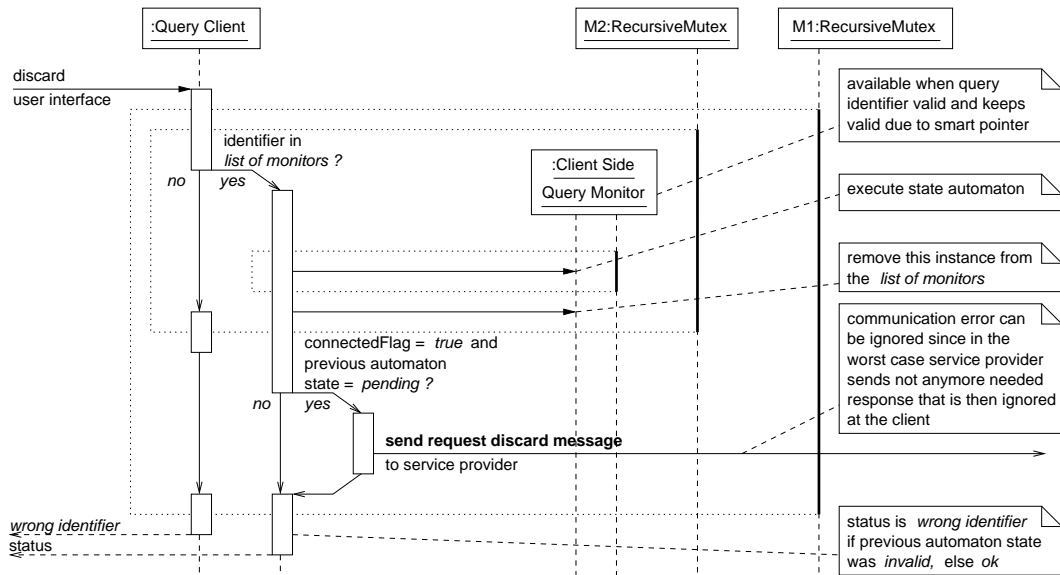 :Query Client
M2:RecursiveMutex
M1:RecursiveMutex
discard
user interface
available when query
identifier valid and keeps
valid due to smart pointer
identifier in
list of monitors ?
no
yes
:Client Side
Query Monitor
execute state automaton
remove this instance from
the list of monitors
connectedFlag = true and
previous automaton
state = pending ?
no
yes
communication error can
be ignored since in the
worst case service provider
sends not anymore needed
response that is then ignored
at the client
send request discard message
to service provider
wrong identifier
status
status is wrong identifier
if previous automaton state
was invalid, else ok